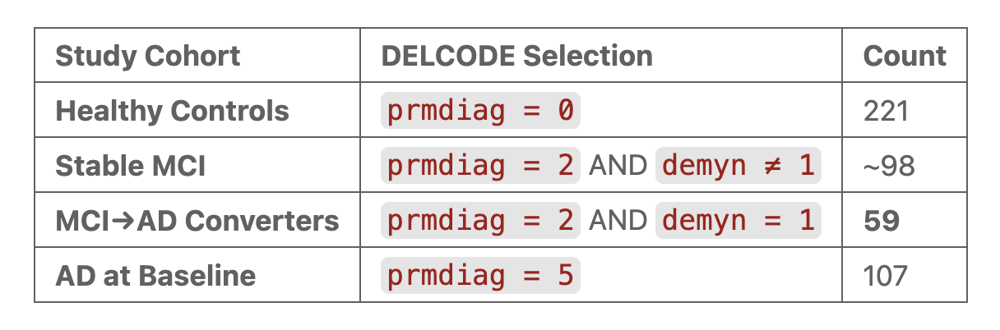 Study Cohort DELCODE Selection Count
Healthy Controls prmdiag = 0 221
Stable MCI prmdiag = 2 AND demyn ≠ 1 ~98
MCI→AD Converters prmdiag = 2 AND demyn = 1 59
AD at Baseline prmdiag = 5 107